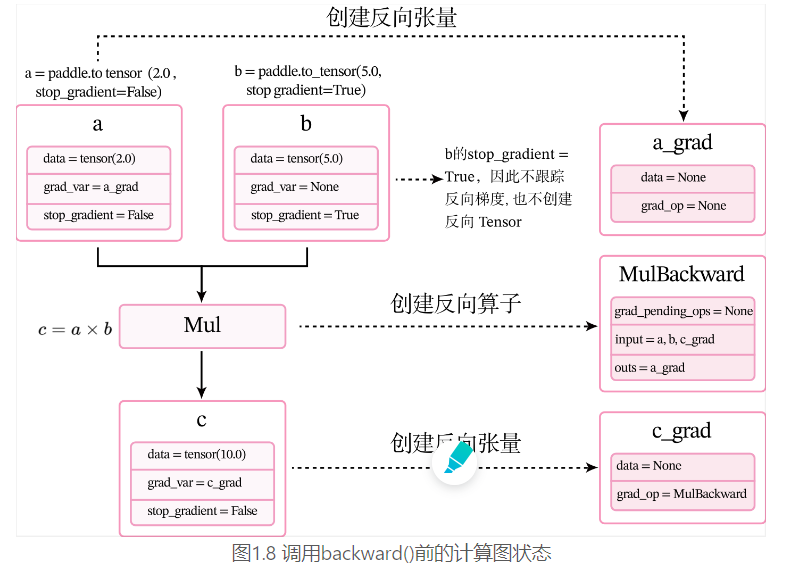 创建反向张量
a = paddle.to tensor (2.0 ,
stop_gradient=False)
b = paddle.to_tensor(5.0,
stop gradient=True)
a
data = tensor(2.0)
grad_var = a_grad
stop_gradient = False
b
data = tensor(5.0)
grad_var = None
stop_gradient = True
b的stop_gradient =
True，因此不跟踪
反向梯度, 也不创建
反向 Tensor
a_grad
data = None
grad_op = None
c = a × b
Mul
创建反向算子
MulBackward
grad_pending_ops = None
input = a, b, c_grad
outs = a_grad
c
data = tensor(10.0)
grad_var = c_grad
stop_gradient = False
创建反向张量
c_grad
data = None
grad_op = MulBackward
图1.8 调用backward()前的计算图状态